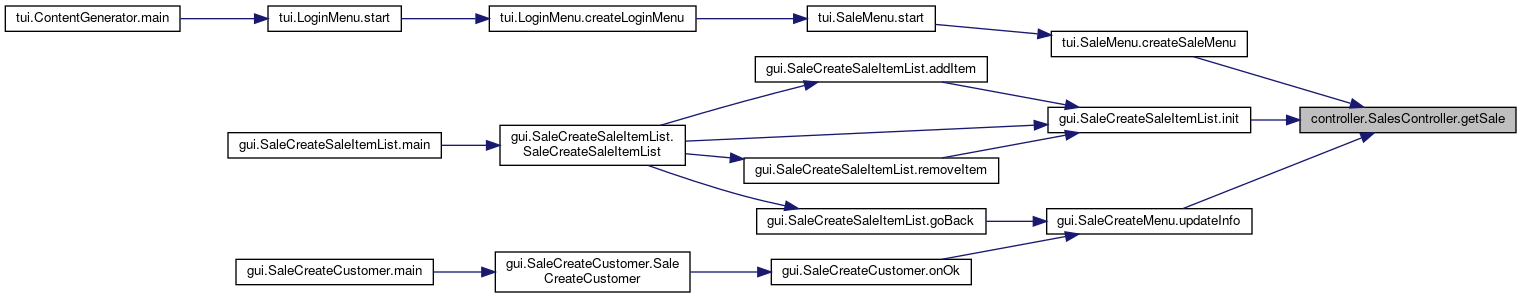 tui.ContentGenerator.main
tui.LoginMenu.start
tui.LoginMenu.createLoginMenu
tui.SaleMenu.start
tui.SaleMenu.createSaleMenu
gui.SaleCreateSaleItemList.addItem
gui.SaleCreateSaleItemList.init
controller.SalesController.getSale
gui.SaleCreateSaleItemList.main
gui.SaleCreateSaleItemList.
SaleCreateSaleItemList
gui.SaleCreateSaleItemList.removeItem
gui.SaleCreateSaleItemList.goBack
gui.SaleCreateMenu.updateInfo
gui.SaleCreateCustomer.main
gui.SaleCreateCustomer.Sale
CreateCustomer
gui.SaleCreateCustomer.onOk